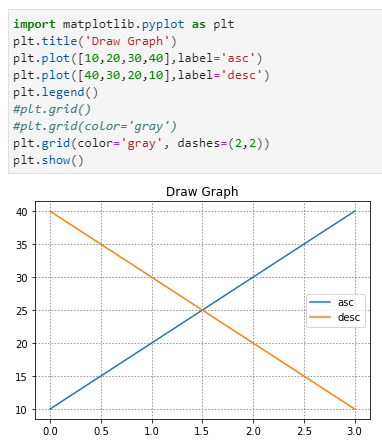 import matplotlib.pyplot as plt
plt.title('Draw Graph')
plt.plot([10,20,30,40],label='asc')
plt.plot([40,30,20,10],label='desc')
plt.legend()
#plt.grid()
#plt.grid(color='gray')
plt.grid(color='gray', dashes=(2,2))
plt.show()
Draw Graph
40
35
30
25
20
15
10
asc
desc
0.0 0.5 1.0 1.5 2.0 2.5 3.0